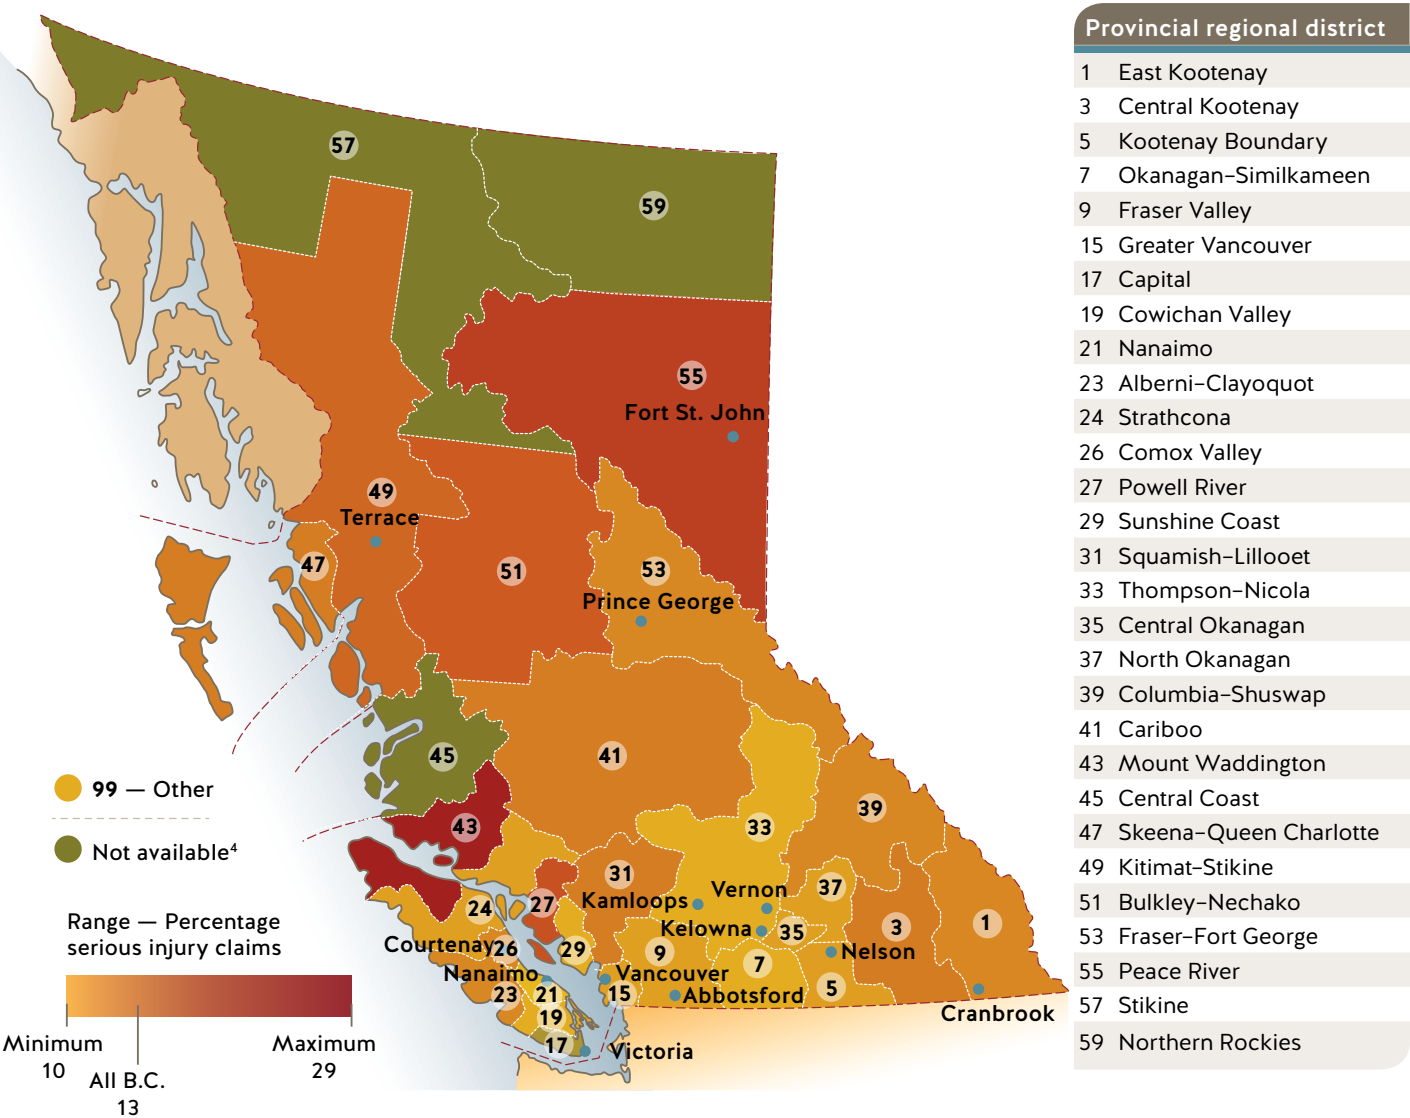 Provincial regional district
1 East Kootenay
3 Central Kootenay
5 Kootenay Boundary
7 Okanagan–Similkameen
9 Fraser Valley
15 Greater Vancouver
17 Capital
19 Cowichan Valley
21 Nanaimo
23 Alberni–Clayoquot
24 Strathcona
26 Comox Valley
27 Powell River
29 Sunshine Coast
31 Squamish–Lillooet
33 Thompson–Nicola
35 Central Okanagan
37 North Okanagan
39 Columbia–Shuswap
41 Cariboo
43 Mount Waddington
45 Central Coast
47 Skeena–Queen Charlotte
49 Kitimat–Stikine
51 Bulkley–Nechako
53 Fraser–Fort George
55 Peace River
57 Stikine
59 Northern Rockies
57
59
55
Fort St. John
49
Terrace
47
51
53
Prince George
45
41
43
33
39
31
Kamloops
Vernon
37
27
24
Kelowna
35
3
1
Courtenay
26
29
9
Nelson
7
Nanaimo
Vancouver
23
21
15
Abbotsford
5
19
Cranbrook
17
Victoria
99 — Other
Not available4
Range — Percentage
serious injury claims
Minimum
10
All B.C.
13
Maximum
29